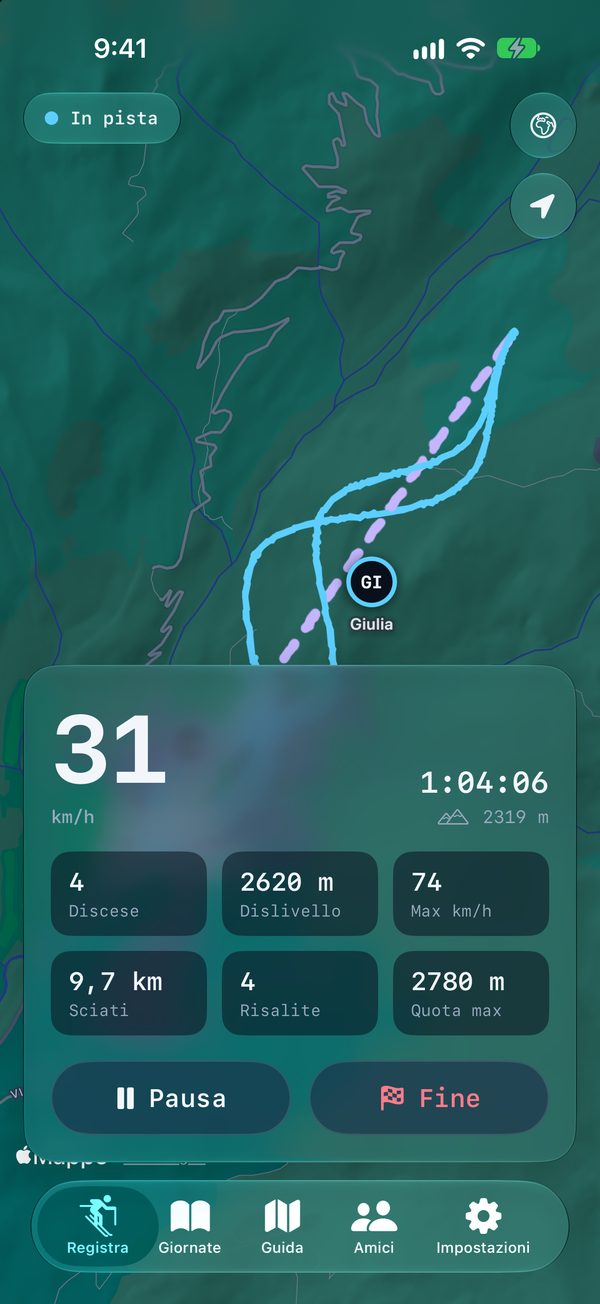 9:41
In pista
GI
Giulia
31
km/h
1:04:06
2319 m
4
Discese
2620 m
Dislivello
74
Max km/h
9,7 km
Sciati
4
Risalite
2780 m
Quota max
Pausa
Fine
Registra
Giornate
Guida
Amici
Impostazioni